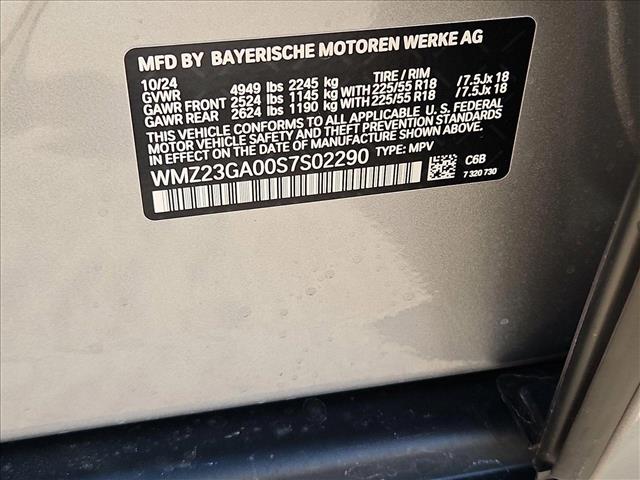 MFD BY BAYERISCHE MOTOREN WERKE AG
10/24 TIRE / RIM
GVWR 4949 lbs 2245 kg
GAWR FRONT 2524 lbs 1145 kg WITH 225/55 R18 / 7.5Jx 18
GAWR REAR 2624 lbs 1190 kg WITH 225/55 R18 / 7.5Jx 18
THIS VEHICLE CONFORMS TO ALL APPLICABLE U.S. FEDERAL
MOTOR VEHICLE SAFETY AND THEFT PREVENTION STANDARDS
IN EFFECT ON THE DATE OF MANUFACTURE SHOWN ABOVE.
WMZ23GA00S7S02290 TYPE: MPV
C6B
7 320 730